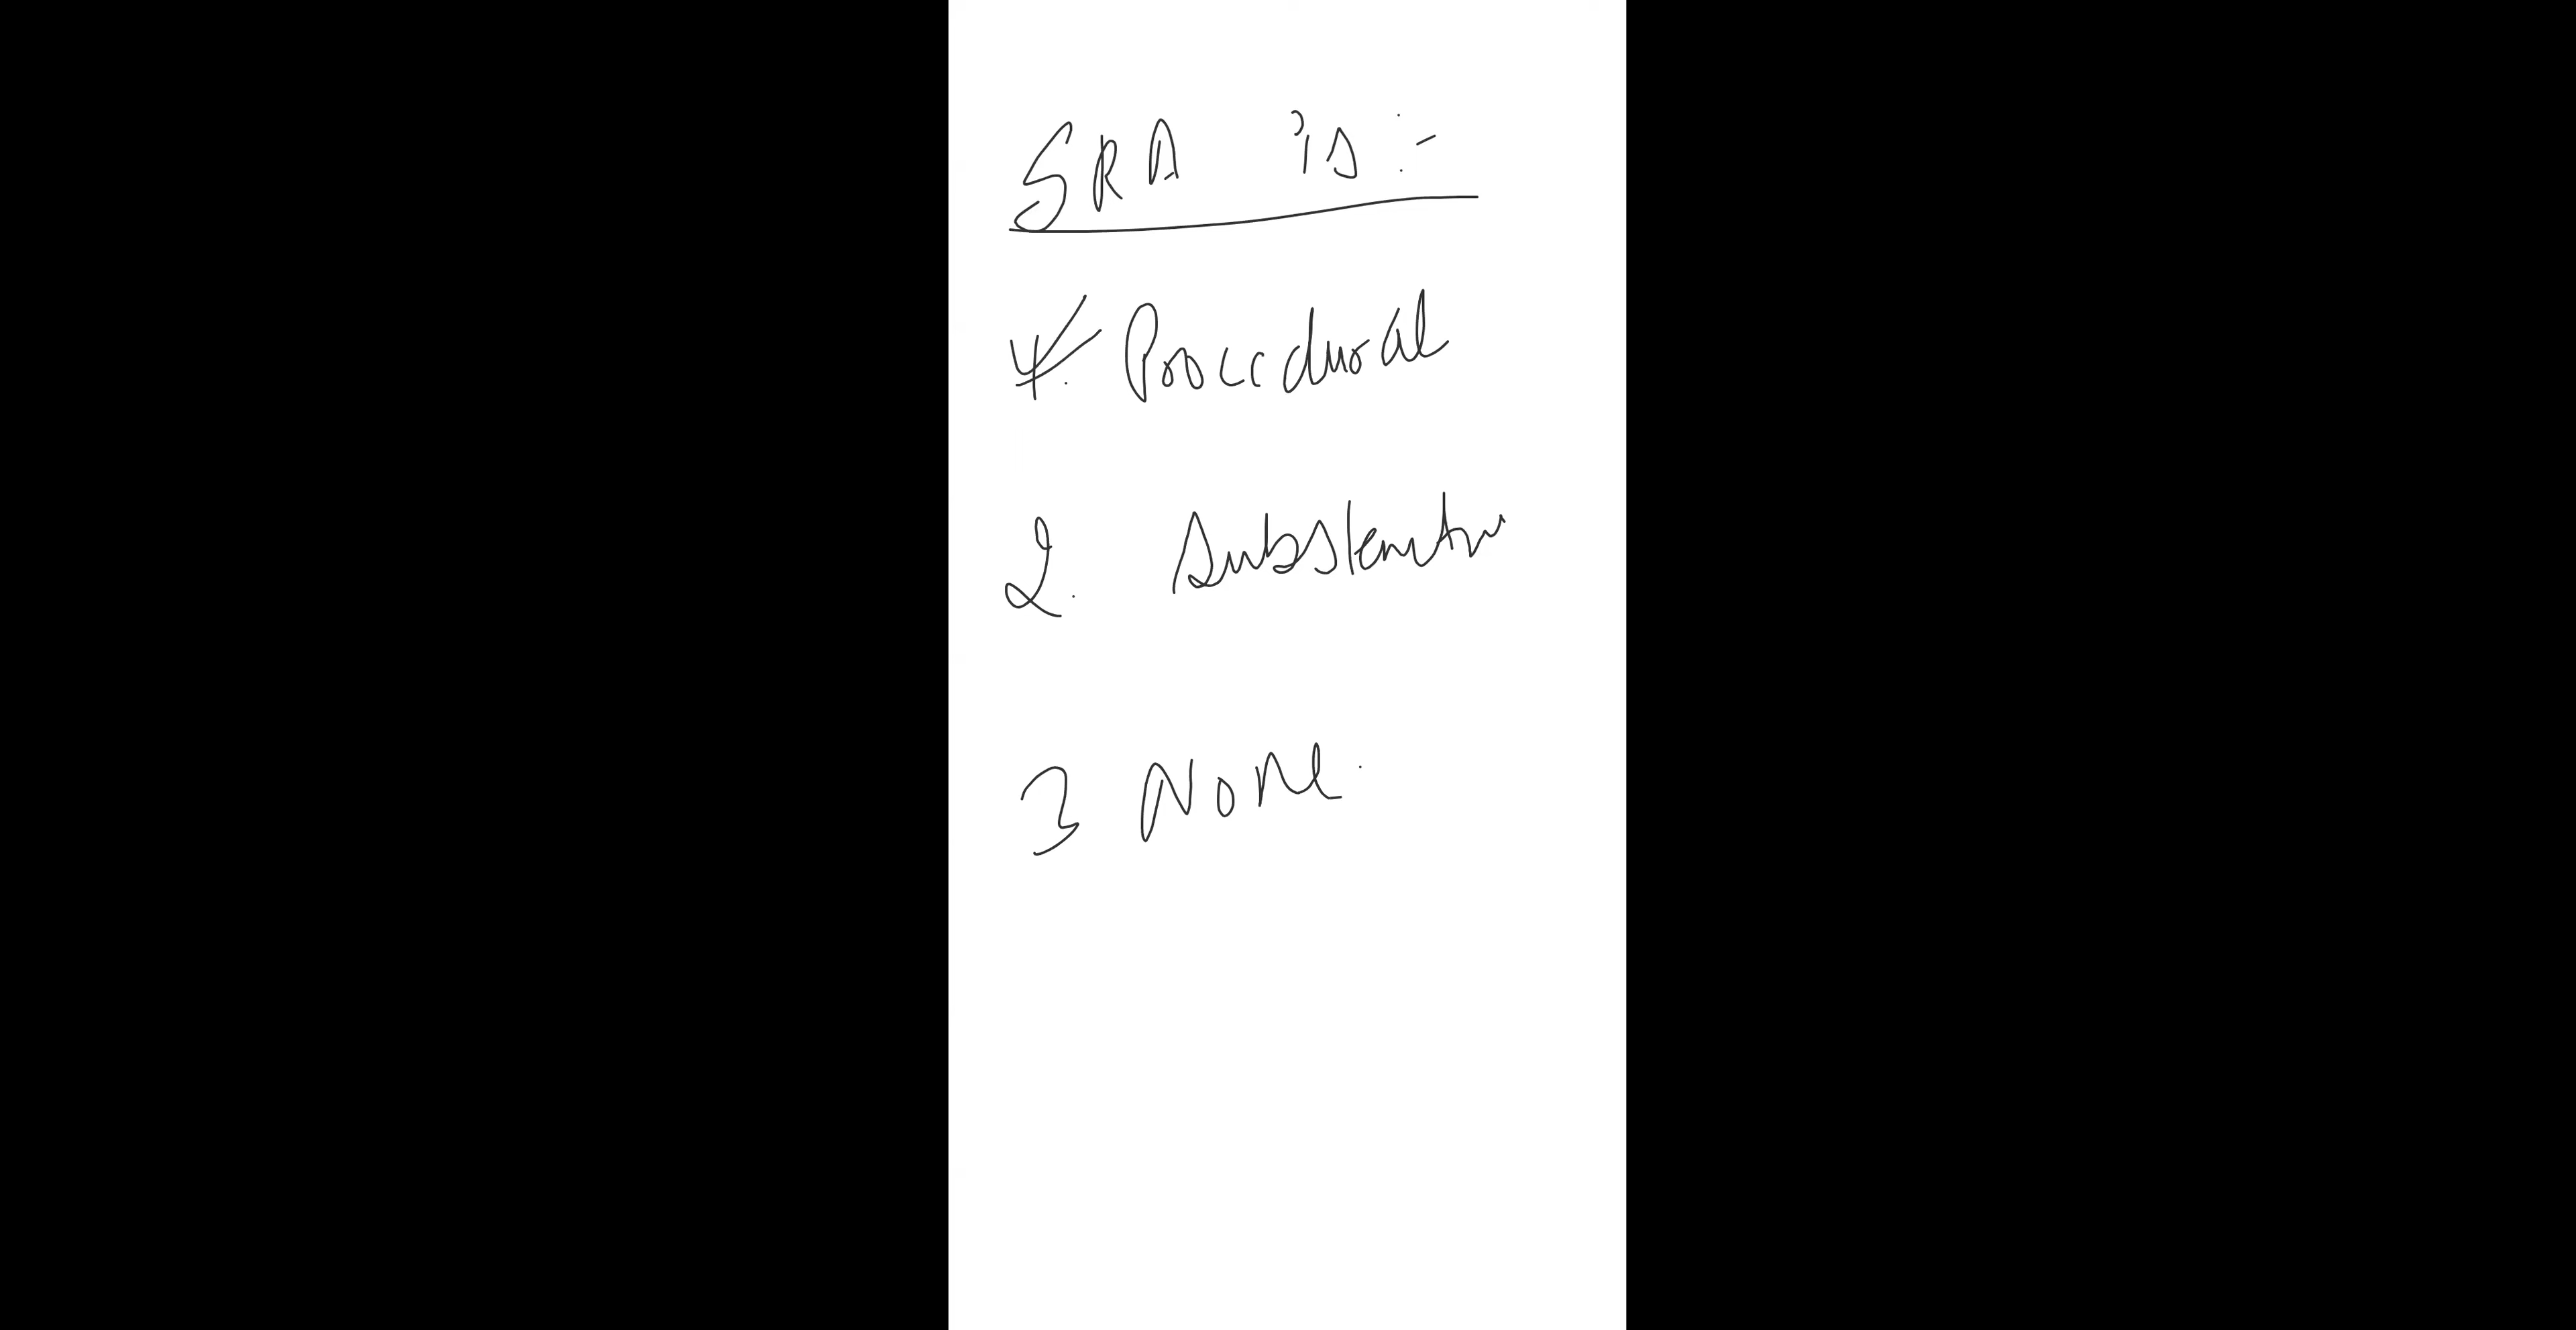 SRA is :-
1. Procedural
2. Substantive
3 None.